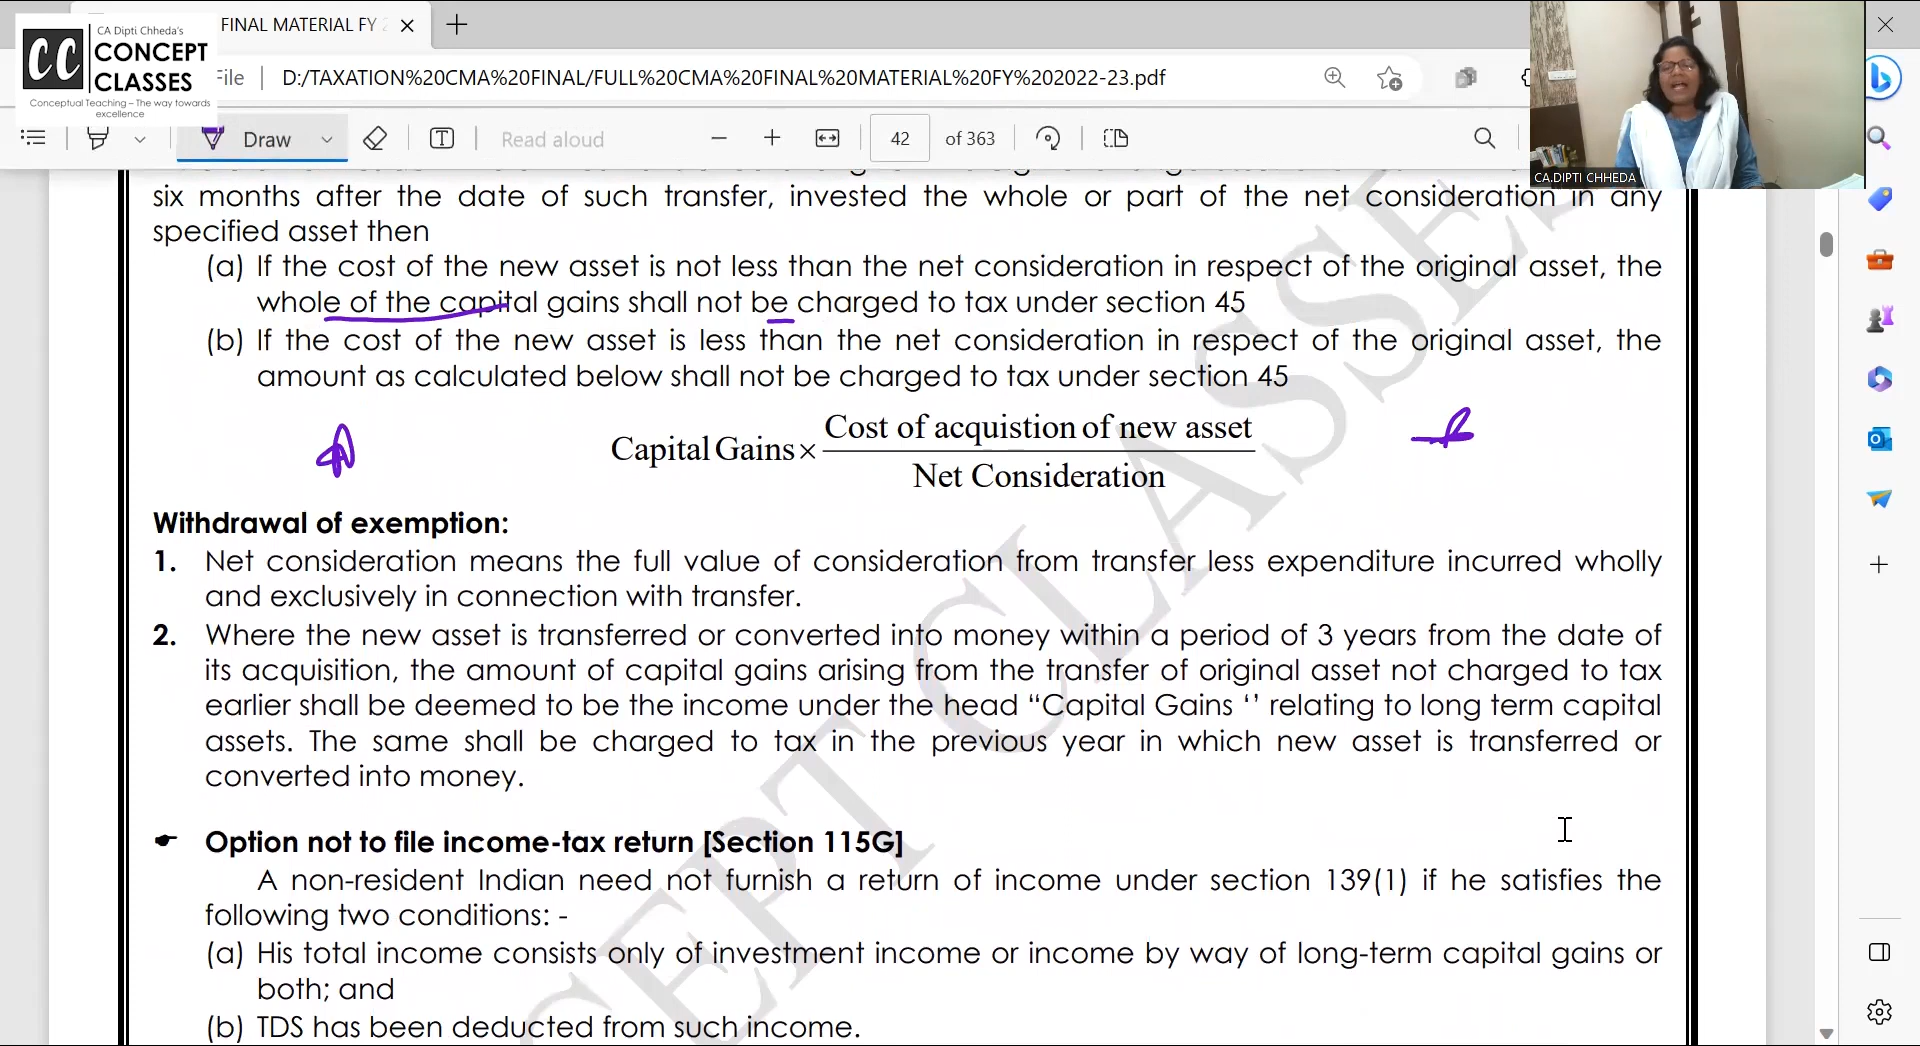 FINAL MATERIAL FY 2
CA Dipti Chheda's
CONCEPT
CLASSES
Conceptual Teaching – The way towards
excellence
CC
File
D:/TAXATION%20CMA%20FINAL/FULL%20CMA%20FINAL%20MATERIAL%20FY%202022-23.pdf
Draw
Read aloud
42
of 363
CA.DIPTI CHHEDA
six months after the date of such transfer, invested the whole or part of the net consideration in any
specified asset then
(a) If the cost of the new asset is not less than the net consideration in respect of the original asset, the
whole of the capital gains shall not be charged to tax under section 45
(b) If the cost of the new asset is less than the net consideration in respect of the original asset, the
amount as calculated below shall not be charged to tax under section 45
Capital Gains × Cost of acquistion of new asset
Net Consideration
Withdrawal of exemption:
1. Net consideration means the full value of consideration from transfer less expenditure incurred wholly
and exclusively in connection with transfer.
2. Where the new asset is transferred or converted into money within a period of 3 years from the date of
its acquisition, the amount of capital gains arising from the transfer of original asset not charged to tax
earlier shall be deemed to be the income under the head “Capital Gains ‘’ relating to long term capital
assets. The same shall be charged to tax in the previous year in which new asset is transferred or
converted into money.
Option not to file income-tax return [Section 115G]
A non-resident Indian need not furnish a return of income under section 139(1) if he satisfies the
following two conditions: -
(a) His total income consists only of investment income or income by way of long-term capital gains or
both; and
(b) TDS has been deducted from such income.
CEPT CLASSES